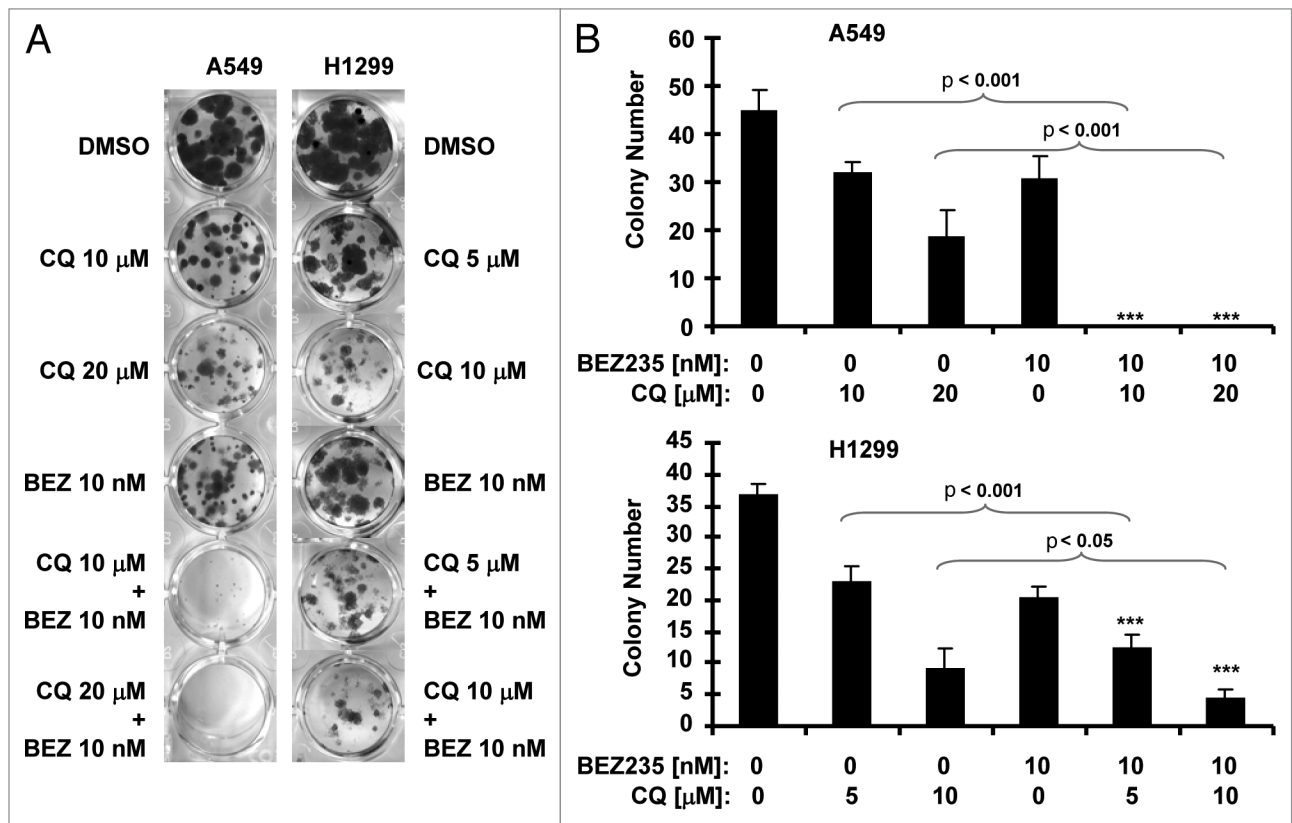 A
A549 H1299
DMSO DMSO
CQ 10 µM CQ 5 µM
CQ 20 µM CQ 10 µM
BEZ 10 nM BEZ 10 nM
CQ 10 µM CQ 5 µM
+ +
BEZ 10 nM BEZ 10 nM
CQ 20 µM CQ 10 µM
+ +
BEZ 10 nM BEZ 10 nM
B
A549
Colony Number
60
50
40
30
20
10
0
p < 0.001
p < 0.001
*** ***
BEZ235 [nM]: 0 0 0 10 10 10
CQ [µM]: 0 10 20 0 10 20
H1299
Colony Number
45
40
35
30
25
20
15
10
5
0
p < 0.001
p < 0.05
***
***
BEZ235 [nM]: 0 0 0 10 10 10
CQ [µM]: 0 5 10 0 5 10